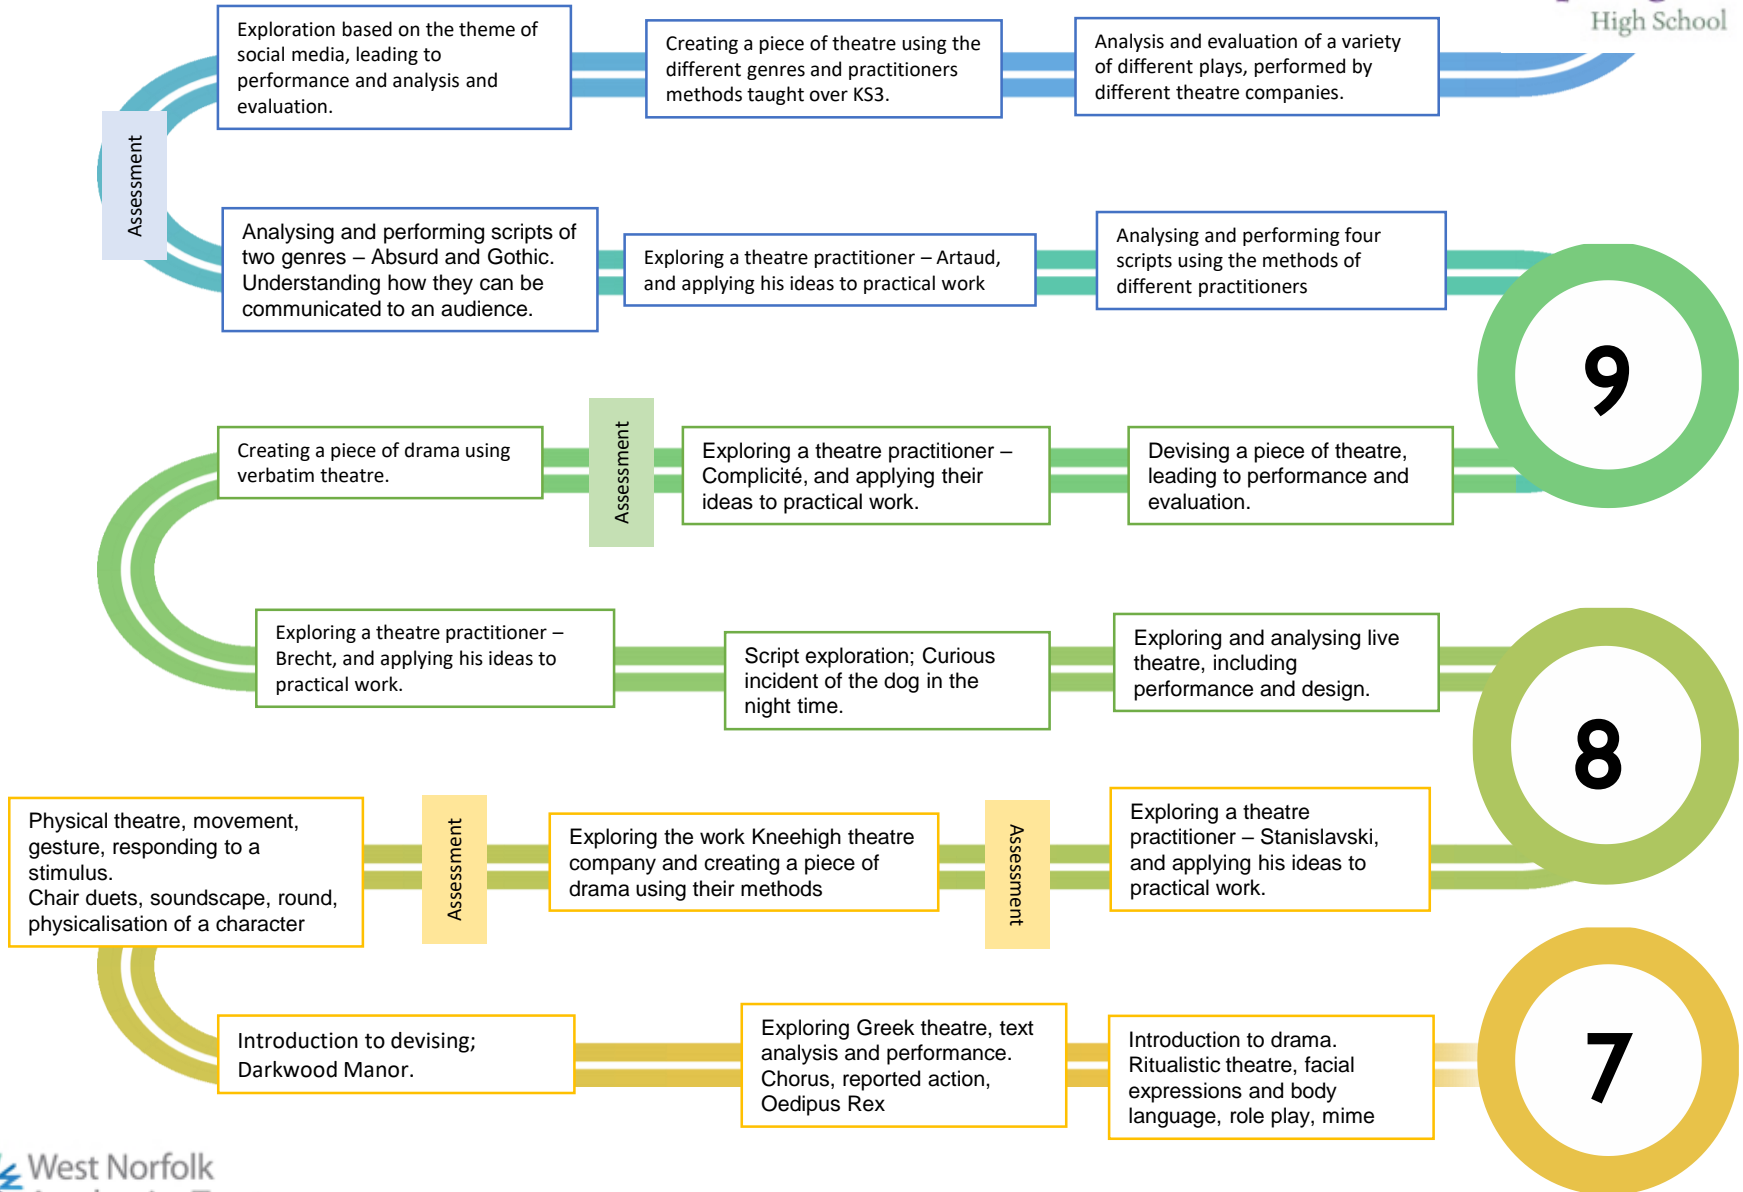 High School
Exploration based on the theme of
social media, leading to
performance and analysis and
evaluation.
Creating a piece of theatre using the
different genres and practitioners
methods taught over KS3.
Analysis and evaluation of a variety
of different plays, performed by
different theatre companies.
Assessment
Analysing and performing scripts of
two genres – Absurd and Gothic.
Understanding how they can be
communicated to an audience.
Exploring a theatre practitioner – Artaud,
and applying his ideas to practical work
Analysing and performing four
scripts using the methods of
different practitioners
9
Creating a piece of drama using
verbatim theatre.
Assessment
Exploring a theatre practitioner –
Complicité, and applying their
ideas to practical work.
Devising a piece of theatre,
leading to performance and
evaluation.
Exploring a theatre practitioner –
Brecht, and applying his ideas to
practical work.
Script exploration; Curious
incident of the dog in the
night time.
Exploring and analysing live
theatre, including
performance and design.
8
Physical theatre, movement,
gesture, responding to a
stimulus.
Chair duets, soundscape, round,
physicalisation of a character
Assessment
Exploring the work Kneehigh theatre
company and creating a piece of
drama using their methods
Assessment
Exploring a theatre
practitioner – Stanislavski,
and applying his ideas to
practical work.
Introduction to devising;
Darkwood Manor.
Exploring Greek theatre, text
analysis and performance.
Chorus, reported action,
Oedipus Rex
Introduction to drama.
Ritualistic theatre, facial
expressions and body
language, role play, mime
7
West Norfolk